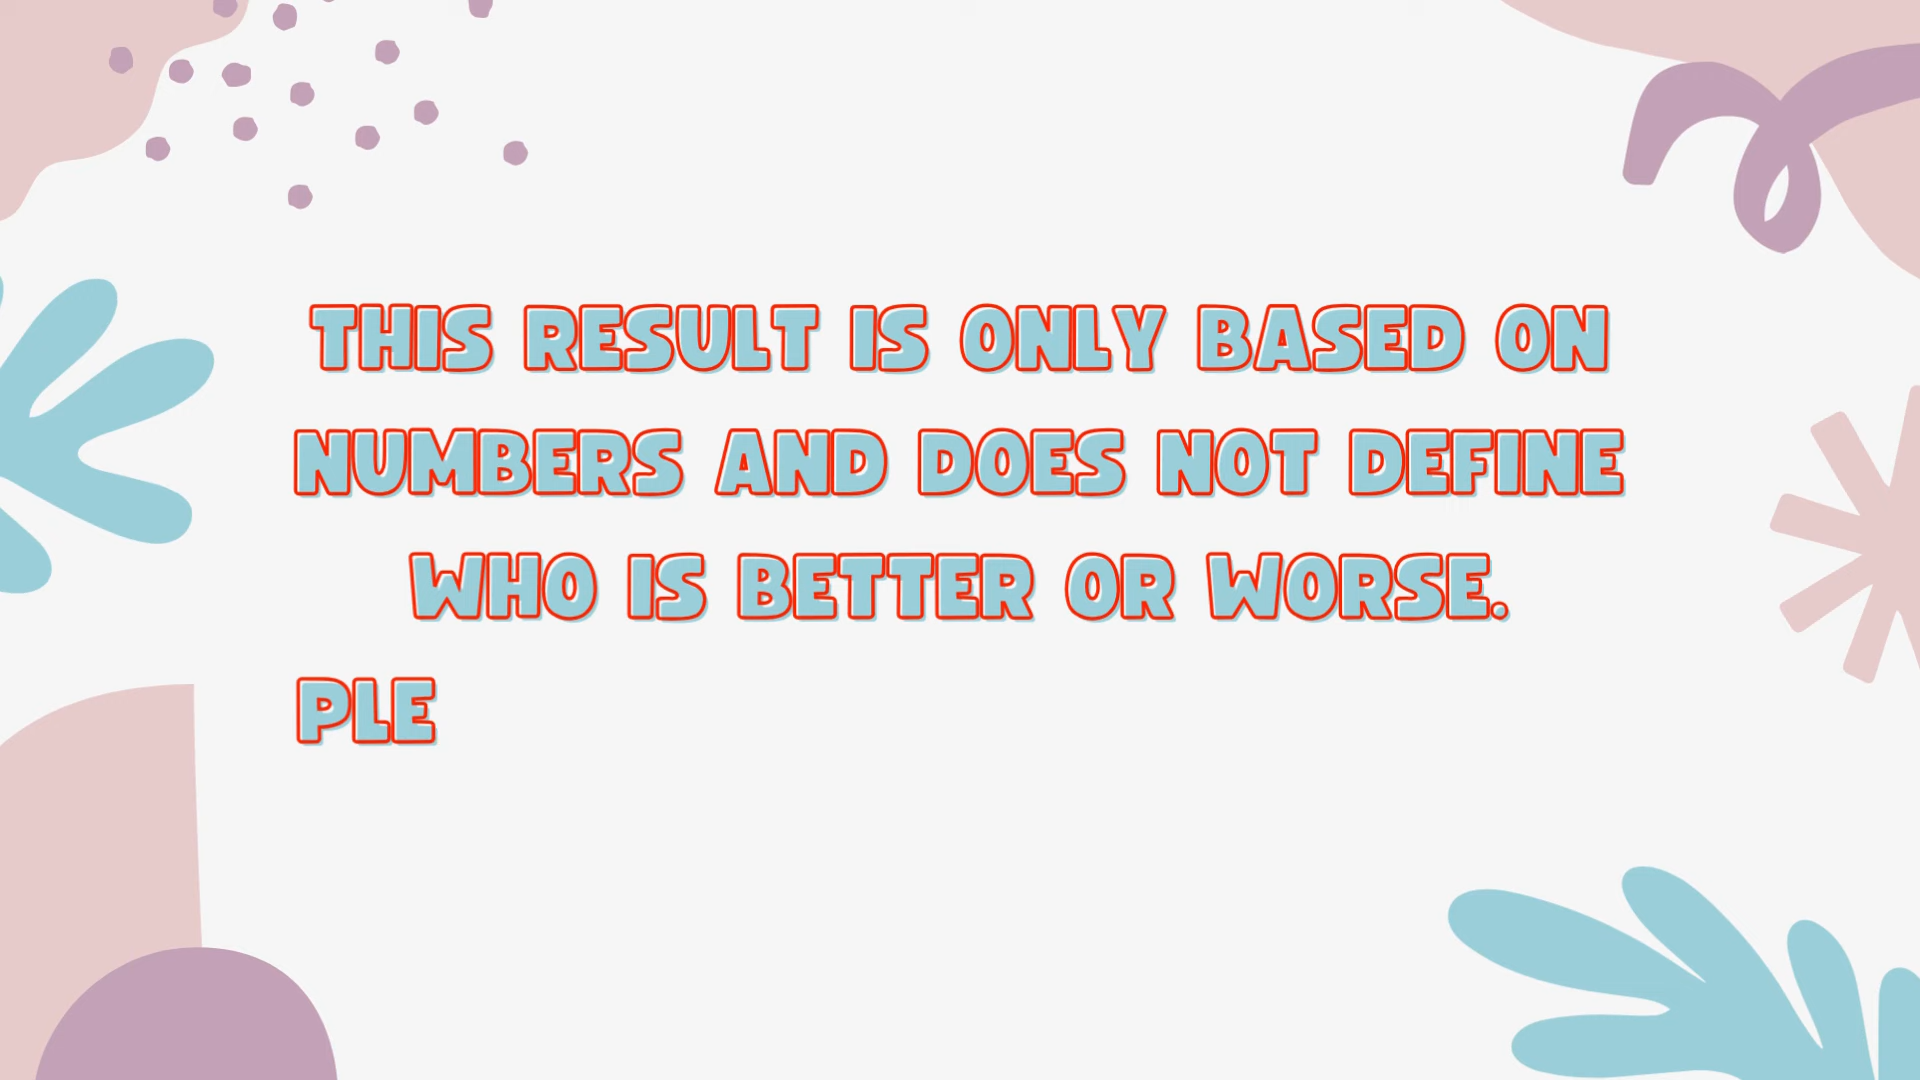 THIS RESULT IS ONLY BASED ON
NUMBERS AND DOES NOT DEFINE
WHO IS BETTER OR WORSE.
PLE